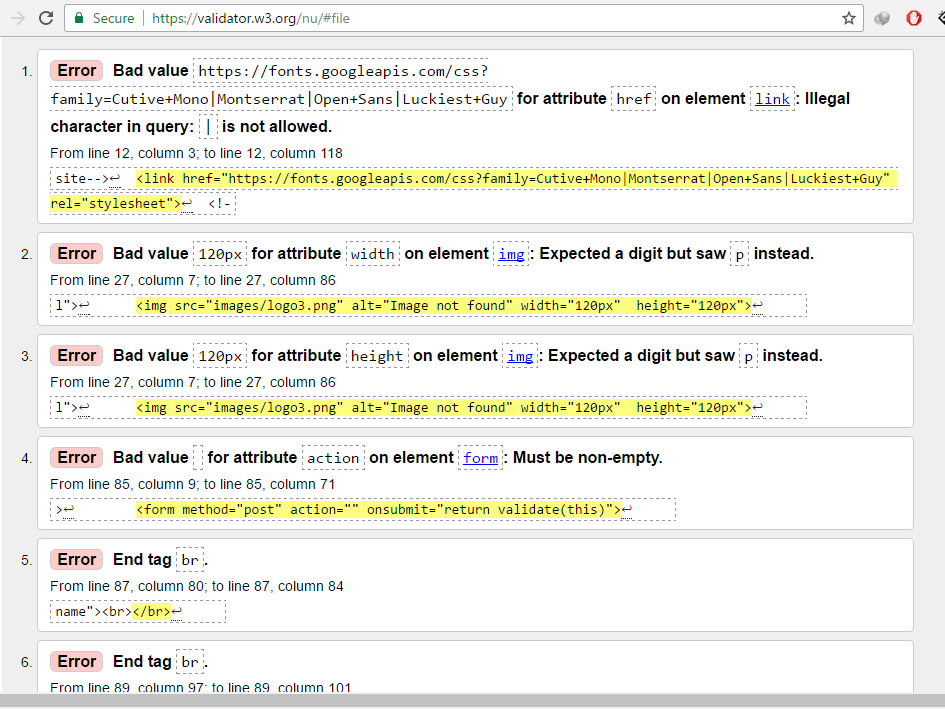 Secure https://validator.w3.org/nu/#file
1. Error Bad value https://fonts.googleapis.com/css?
family=Cutive+Mono|Montserrat|Open+Sans|Luckiest+Guy for attribute href on element link: Illegal
character in query: | is not allowed.
From line 12, column 3; to line 12, column 118
site-->↩ <link href="https://fonts.googleapis.com/css?family=Cutive+Mono|Montserrat|Open+Sans|Luckiest+Guy"
rel="stylesheet">↩ <!-
2. Error Bad value 120px for attribute width on element img: Expected a digit but saw p instead.
From line 27, column 7; to line 27, column 86
l">↩ <img src="images/logo3.png" alt="Image not found" width="120px"  height="120px">↩
3. Error Bad value 120px for attribute height on element img: Expected a digit but saw p instead.
From line 27, column 7; to line 27, column 86
l">↩ <img src="images/logo3.png" alt="Image not found" width="120px"  height="120px">↩
4. Error Bad value for attribute action on element form: Must be non-empty.
From line 85, column 9; to line 85, column 71
>↩ <form method="post" action="" onsubmit="return validate(this)">↩
5. Error End tag br.
From line 87, column 80; to line 87, column 84
name"><br></br>↩
6. Error End tag br.
From line 89, column 97; to line 89, column 101